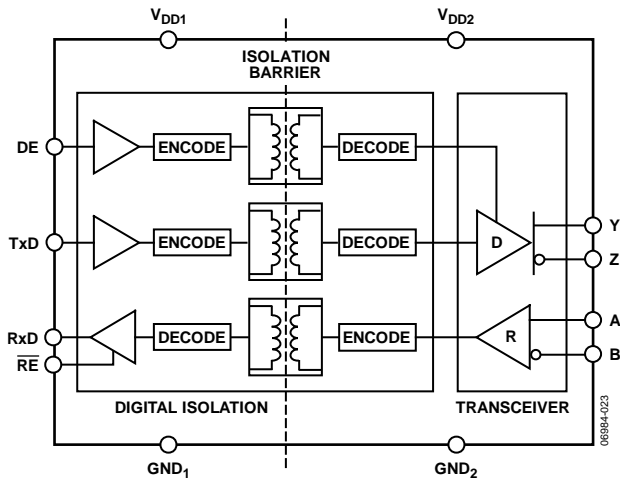 VDD1 VDD2
ISOLATION
BARRIER
DE ENCODE DECODE
TxD ENCODE DECODE D Y
Z
RxD DECODE ENCODE R A
RE B
DIGITAL ISOLATION TRANSCEIVER
GND1 GND2
06984-023